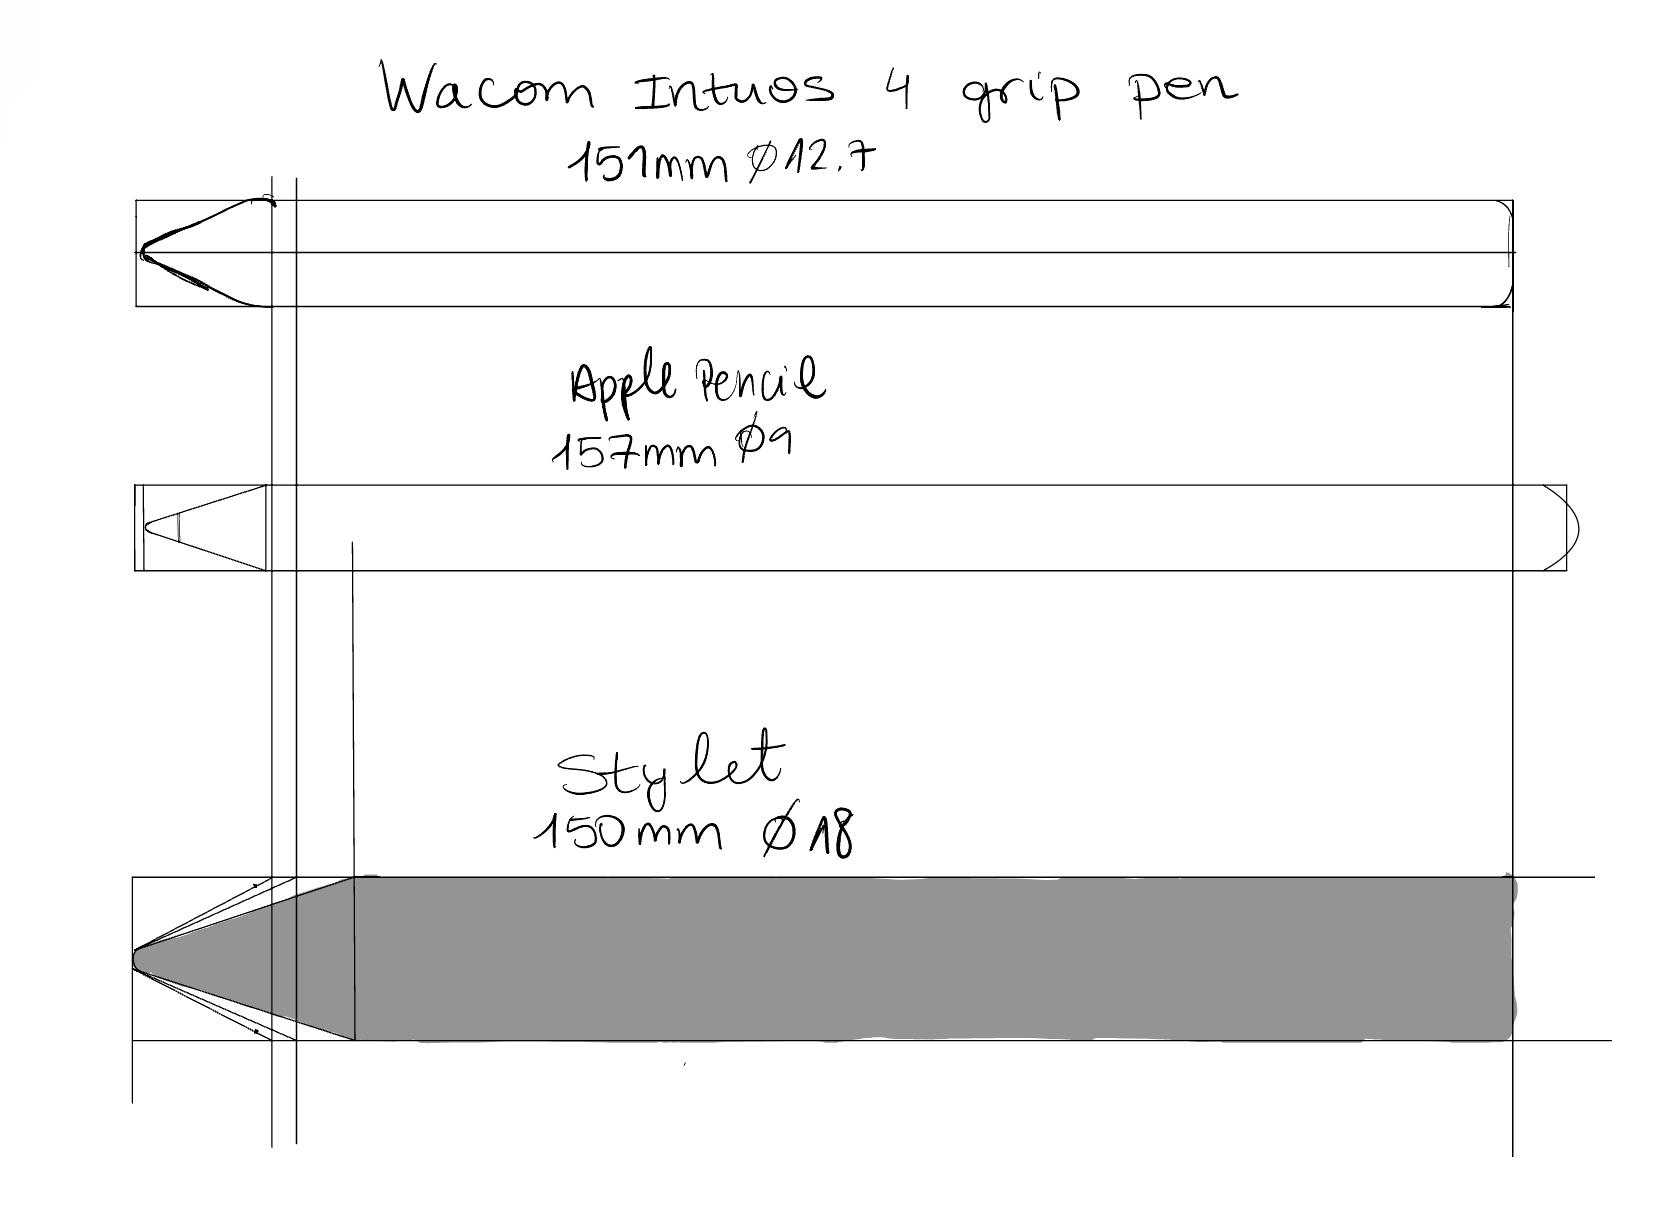 Wacom Intuos 4 grip pen
151mm Ø12.7
Apple Pencil
157mm Ø9
Stylet
150mm Ø18